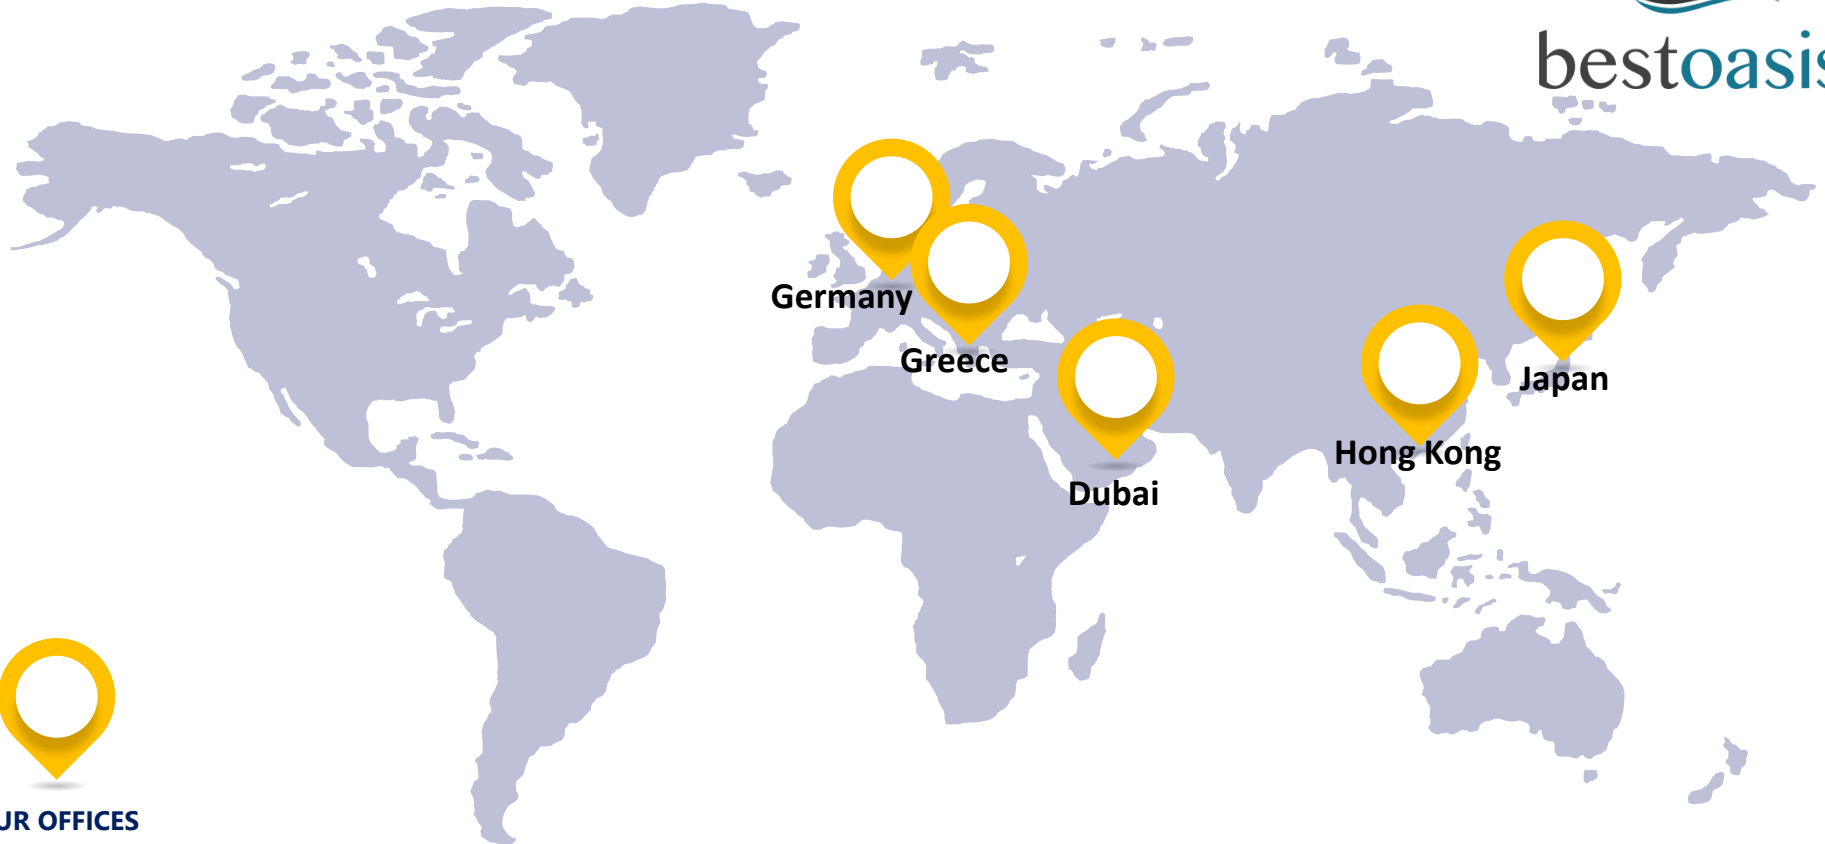 bestoasis
Germany
Greece
Japan
Hong Kong
Dubai
UR OFFICES